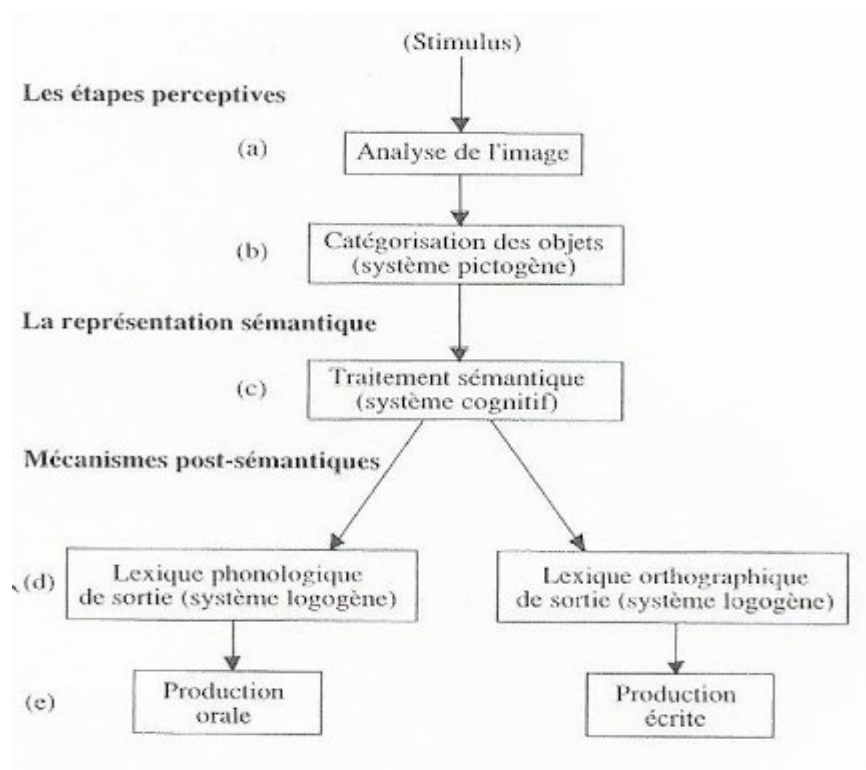 (Stimulus)
Les étapes perceptives
(a)
Analyse de l'image
(b)
Catégorisation des objets
(système pictogène)
La représentation sémantique
(c)
Traitement sémantique
(système cognitif)
Mécanismes post-sémantiques
(d)
Lexique phonologique
de sortie (système logogène)
Lexique orthographique
de sortie (système logogène)
(e)
Production
orale
Production
écrite